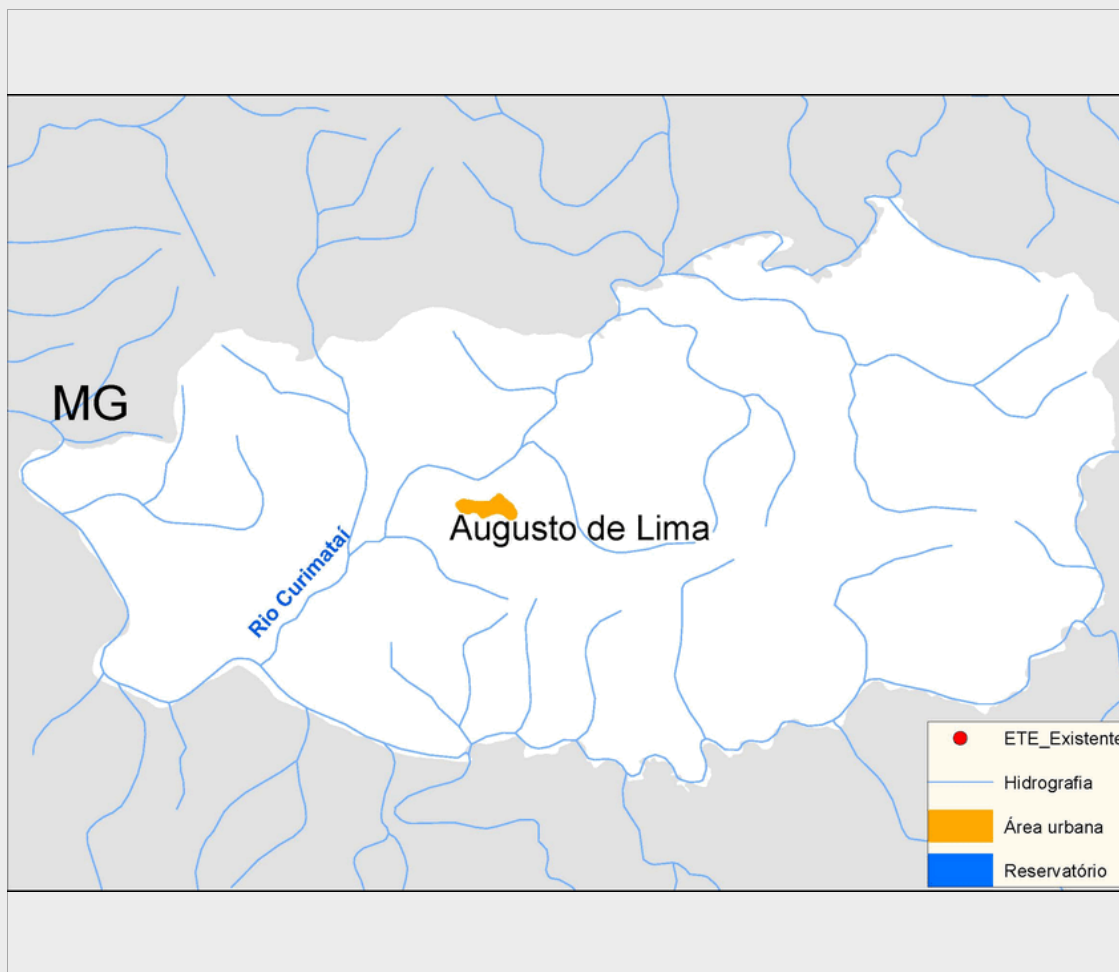 MG
Augusto de Lima
Rio Curimataí
ETE_Existente
Hidrografia
Área urbana
Reservatório